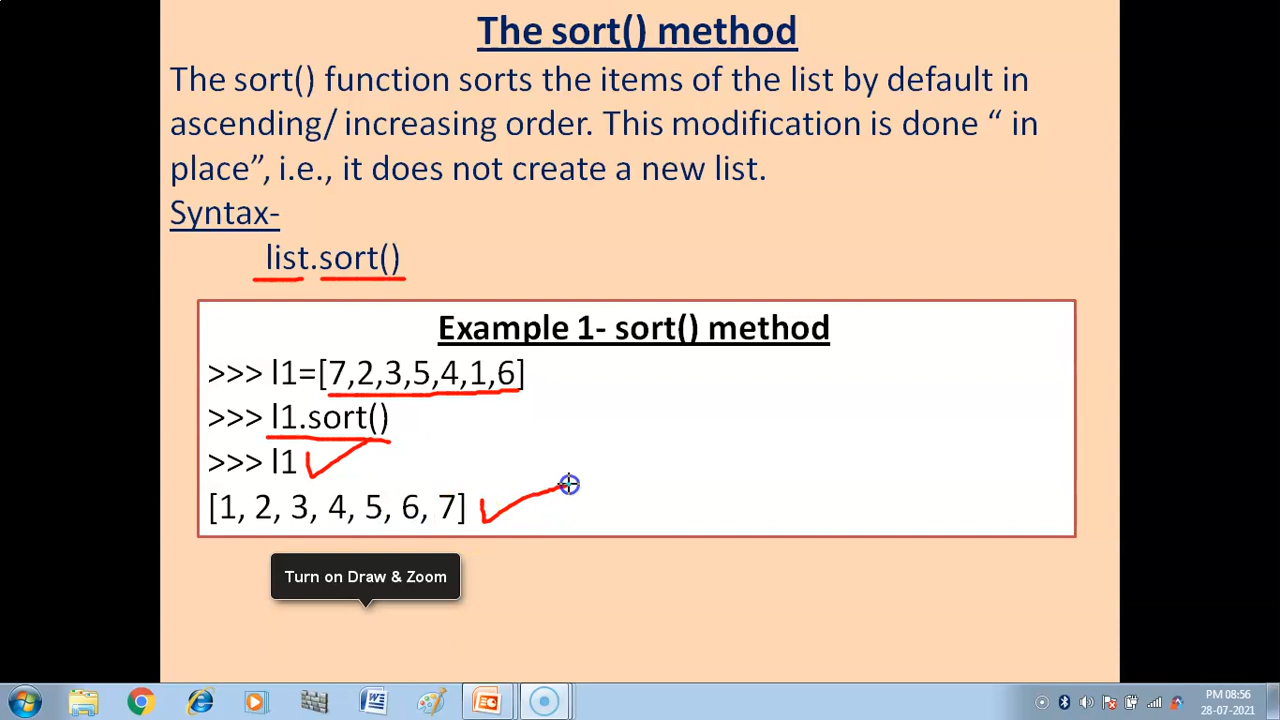 The sort() method
The sort() function sorts the items of the list by default in
ascending/ increasing order. This modification is done “ in
place”, i.e., it does not create a new list.
Syntax-
list.sort()
Example 1- sort() method
>>> l1=[7,2,3,5,4,1,6]
>>> l1.sort()
>>> l1
[1, 2, 3, 4, 5, 6, 7]
Turn on Draw & Zoom
PM 08:56
28-07-2021